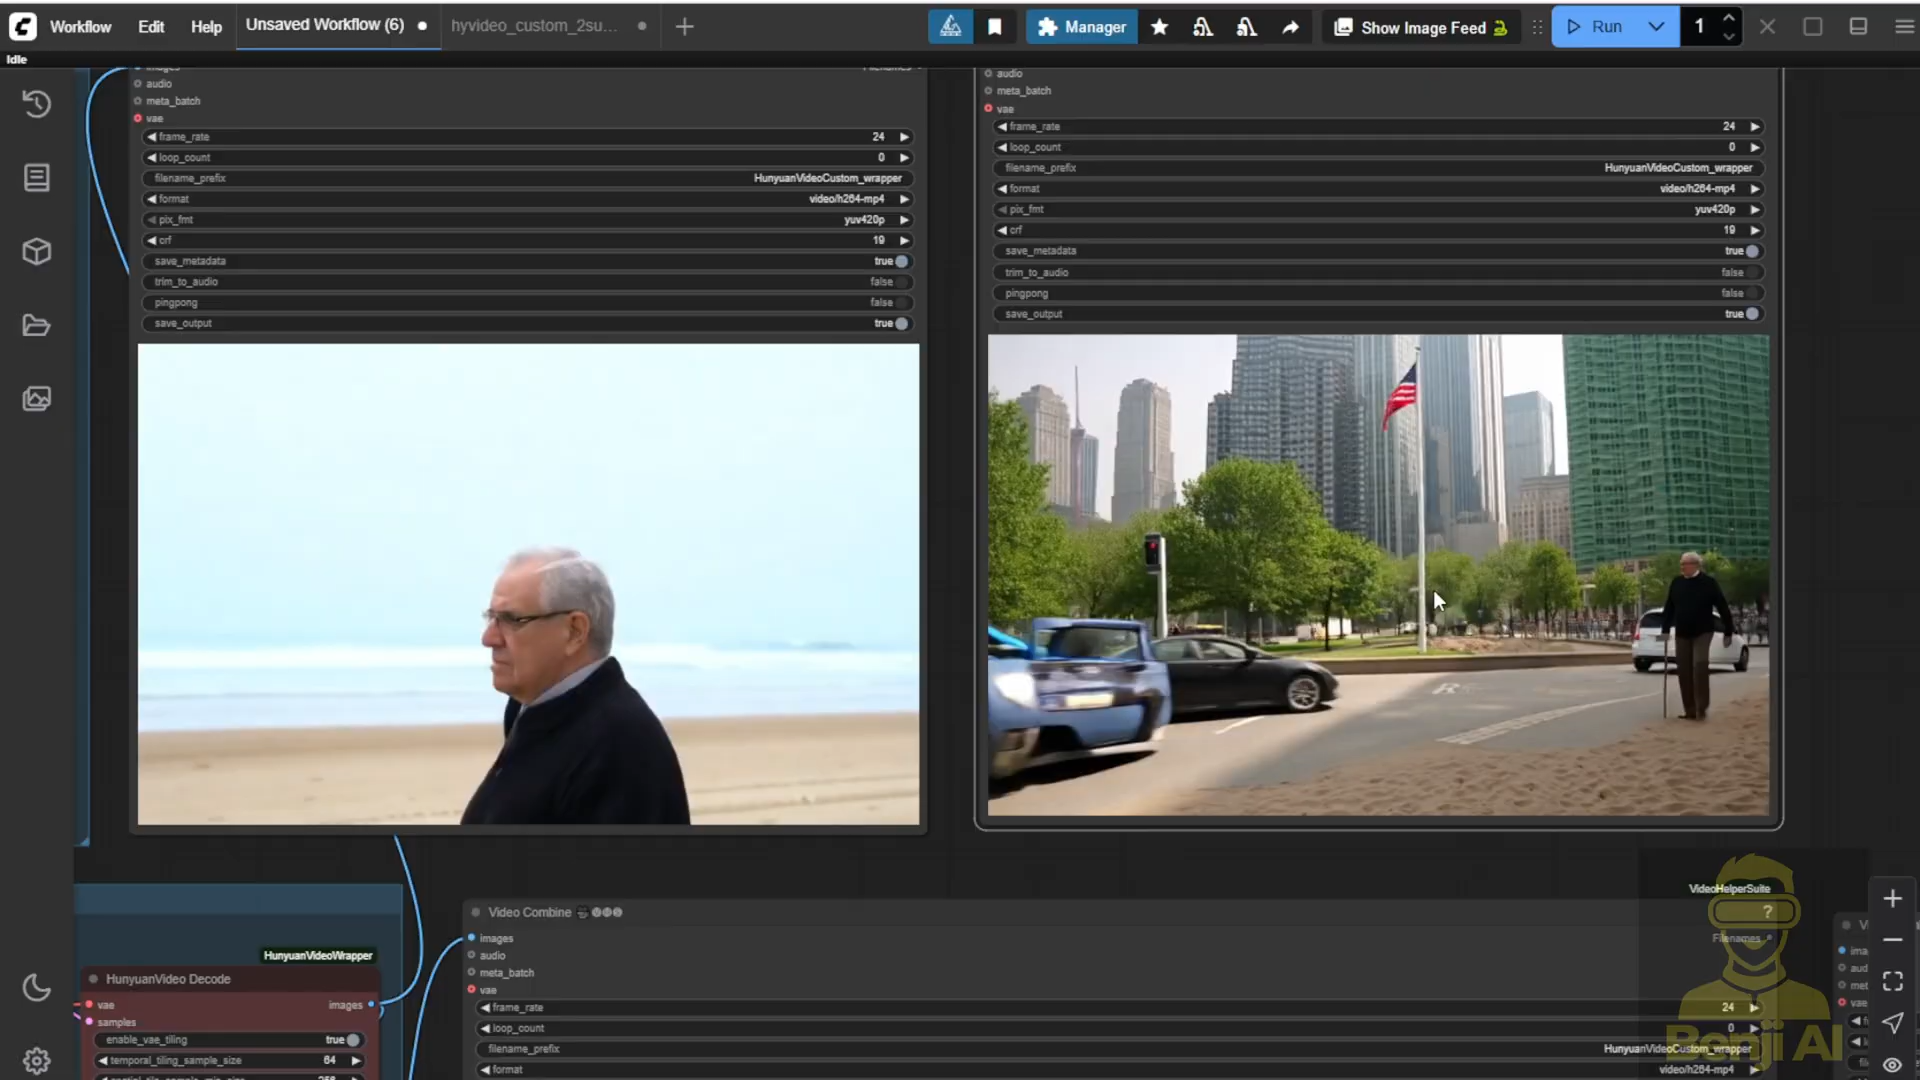 Workflow
Edit
Help
Unsaved Workflow (6)
hyvideo_custom_2su...
Manager
Show Image Feed
Run
1
Idle
audio
meta_batch
vae
frame_rate 24
loop_count 0
filename_prefix HunyuanVideoCustom_wrapper
format video/h264-mp4
pix_fmt yuv420p
crf 19
save_metadata true
trim_to_audio false
pingpong false
save_output true
audio
meta_batch
vae
frame_rate 24
loop_count 0
filename_prefix HunyuanVideoCustom_wrapper
format video/h264-mp4
pix_fmt yuv420p
crf 19
save_metadata true
trim_to_audio false
pingpong false
save_output true
HunyuanVideoWrapper
HunyuanVideo Decode
vae images
samples
enable_vae_tiling true
temporal_tiling_sample_size 64
VideoHelperSuite
Video Combine
?
images Filenames
audio
meta_batch
vae
frame_rate 24
loop_count 0
filename_prefix HunyuanVideoCustom_wrapper
format video/h264-mp4
Benji AI